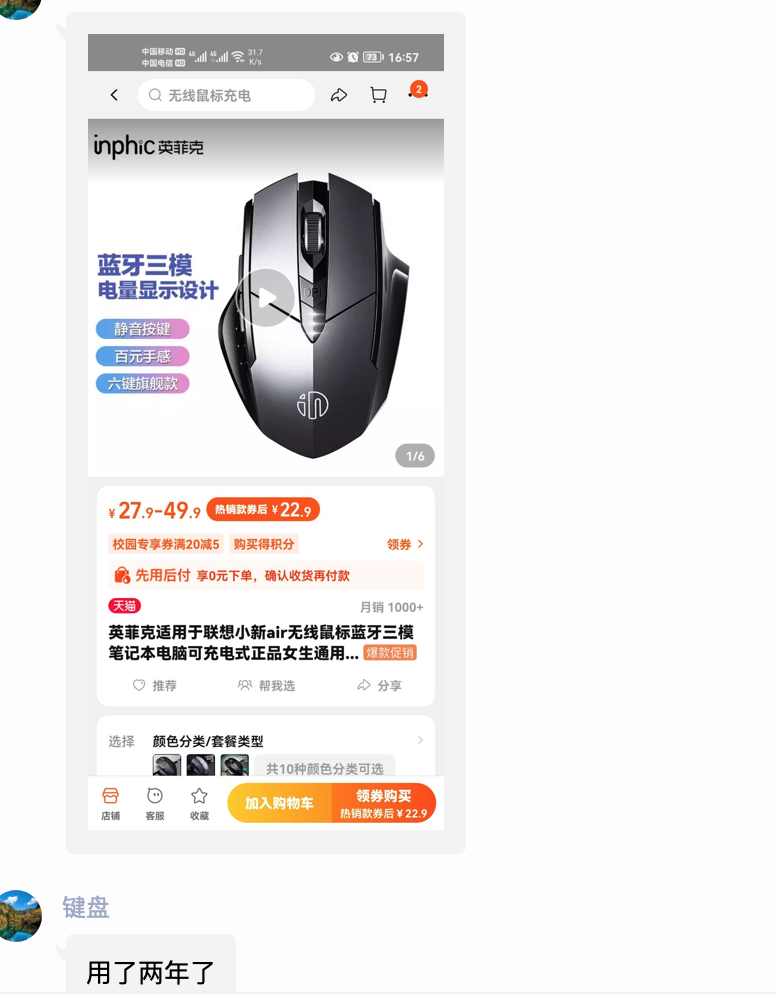 中国移动 HD 4G 4G 31.7 73 16:57
中国电信 HD K/s
无线鼠标充电
2
inphic 英菲克
蓝牙三模
电量显示设计
静音按键
百元手感
六键旗舰款
DPI
in
1/6
¥27.9-49.9 热销款券后 ¥22.9
校园专享券满20减5 购买得积分 领券
先用后付 享0元下单，确认收货再付款
天猫 月销 1000+
英菲克适用于联想小新air无线鼠标蓝牙三模
笔记本电脑可充电式正品女生通用... 爆款促销
推荐 帮我选 分享
选择 颜色分类/套餐类型
共10种颜色分类可选
店铺 客服 收藏 加入购物车 领券购买
热销款券后 ¥22.9
键盘
用了两年了